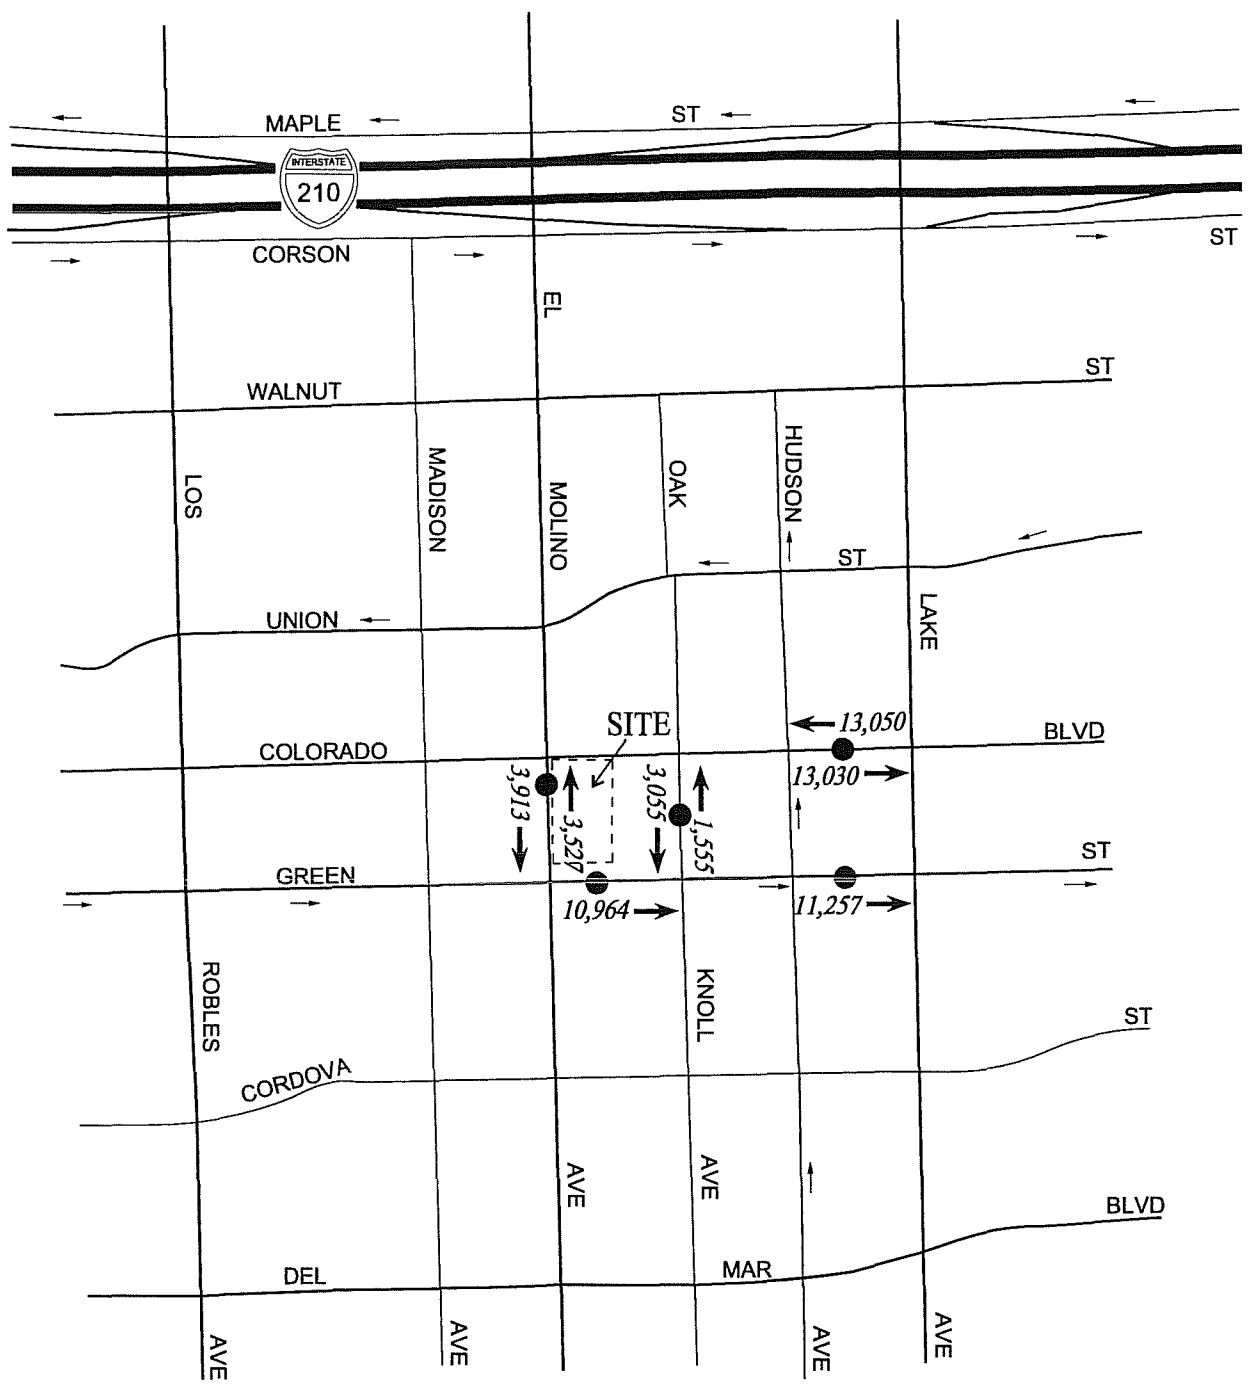 MAPLE
ST
INTERSTATE
210
CORSON
ST
EL
WALNUT
ST
LOS
MADISON
MOLINO
OAK
HUDSON
ST
UNION
LAKE
SITE
13,050
COLORADO
BLVD
13,030
3,913
3,527
3,055
1,555
GREEN
ST
10,964
11,257
ROBLES
KNOLL
CORDOVA
ST
AVE
AVE
BLVD
DEL
MAR
AVE
AVE
AVE
AVE